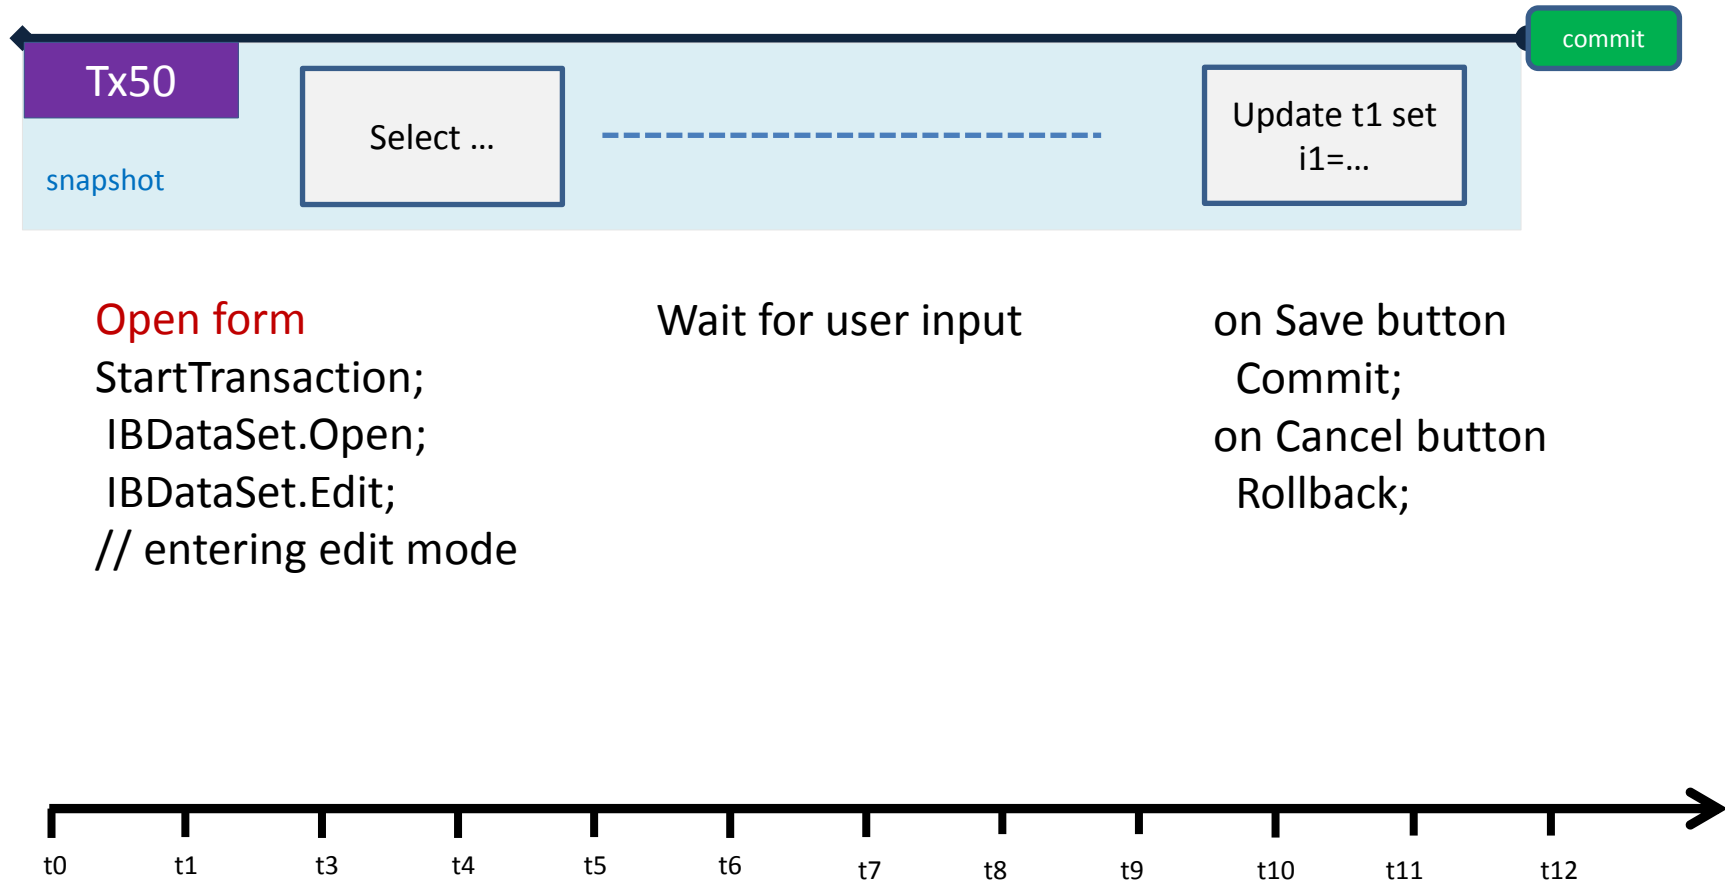 commit
Tx50
Select ...
Update t1 set
i1=...
snapshot
Open form
StartTransaction;
IBDataSet.Open;
IBDataSet.Edit;
// entering edit mode
Wait for user input
on Save button
Commit;
on Cancel button
Rollback;
t0 t1 t3 t4 t5 t6 t7 t8 t9 t10 t11 t12